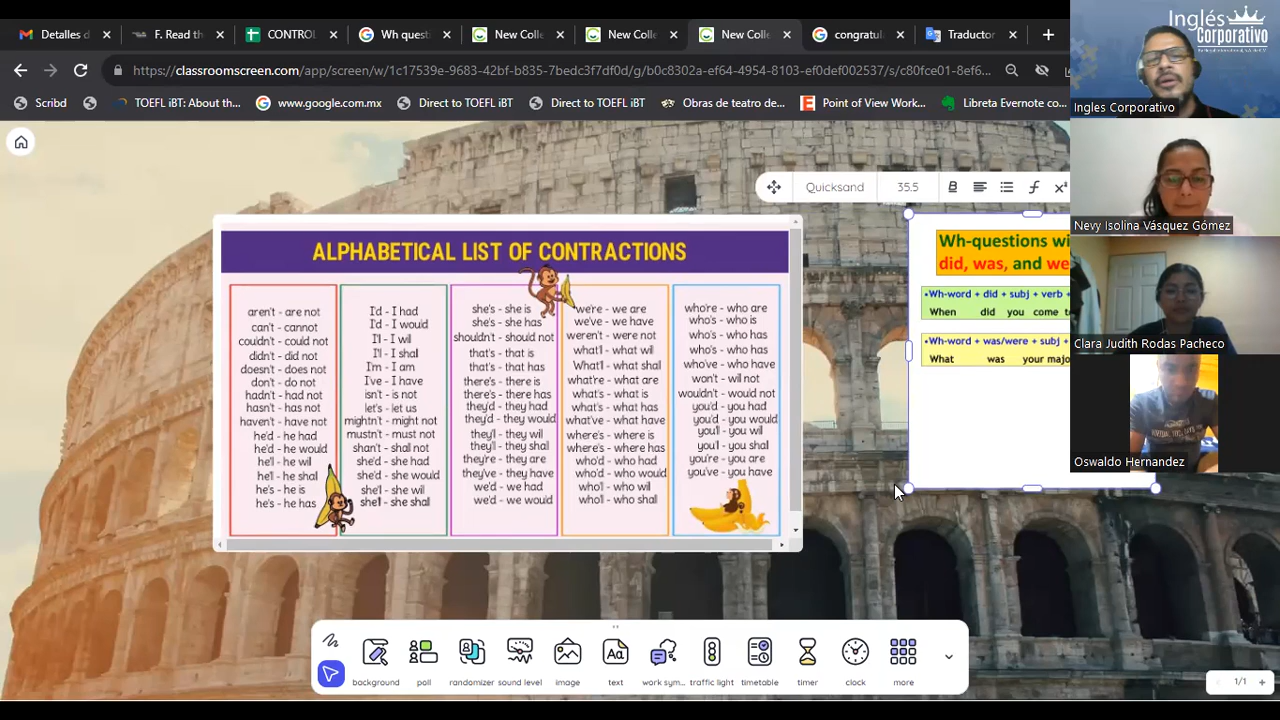 Detalles d
F. Read th
CONTROL
Wh quest
New Colle
New Colle
New Colle
congratul
Traductor
https://classroomscreen.com/app/screen/w/1c17539e-9683-42bf-b835-7bedc3f7df0d/g/b0c8302a-ef64-4954-8103-ef0def002537/s/c80fce01-8ef6...
Scribd
TOEFL iBT: About th...
www.google.com.mx
Direct to TOEFL iBT
Direct to TOEFL iBT
Obras de teatro de...
Point of View Work...
Libreta Evernote co...
Inglés
Corporativo
Ingles Corporativo
Nevy Isolina Vásquez Gómez
Clara Judith Rodas Pacheco
Oswaldo Hernandez
Quicksand
35.5
ALPHABETICAL LIST OF CONTRACTIONS
aren't - are not
can't - cannot
couldn't - could not
didn't - did not
doesn't - does not
don't - do not
hadn't - had not
hasn't - has not
haven't - have not
he'd - he had
he'd - he would
he'll - he wil
he'll - he shall
he's - he is
he's - he has
I'd - I had
I'd - I would
I'll - I wil
I'll - I shal
I'm - I am
I've - I have
isn't - is not
let's - let us
mightn't - might not
mustn't - must not
shan't - shall not
she'd - she had
she'd - she would
she'll - she wil
she'll - she shal
she's - she is
she's - she has
shouldn't - should not
that's - that is
that's - that has
there's - there is
there's - there has
they'd - they had
they'd - they would
they'll - they wil
they'll - they shal
they're - they are
they've - they have
we'd - we had
we'd - we would
we're - we are
we've - we have
weren't - were not
what'll - what wil
What'll - what shal
what're - what are
what's - what is
what's - what has
what've - what have
where's - where is
where's - where has
who'd - who had
who'd - who would
who'll - who wil
who'll - who shal
who're - who are
who's - who is
who's - who has
who's - who has
who've - who have
won't - will not
wouldn't - would not
you'd - you had
you'd - you would
you'll - you wil
you'll - you shal
you're - you are
you've - you have
Wh-questions wi
did, was, and we
•Wh-word + did + subj + verb +
When did you come t
•Wh-word + was/were + subj +
What was your majo
background
poll
randomizer
sound level
image
text
work sym...
traffic light
timetable
timer
clock
more
1/1